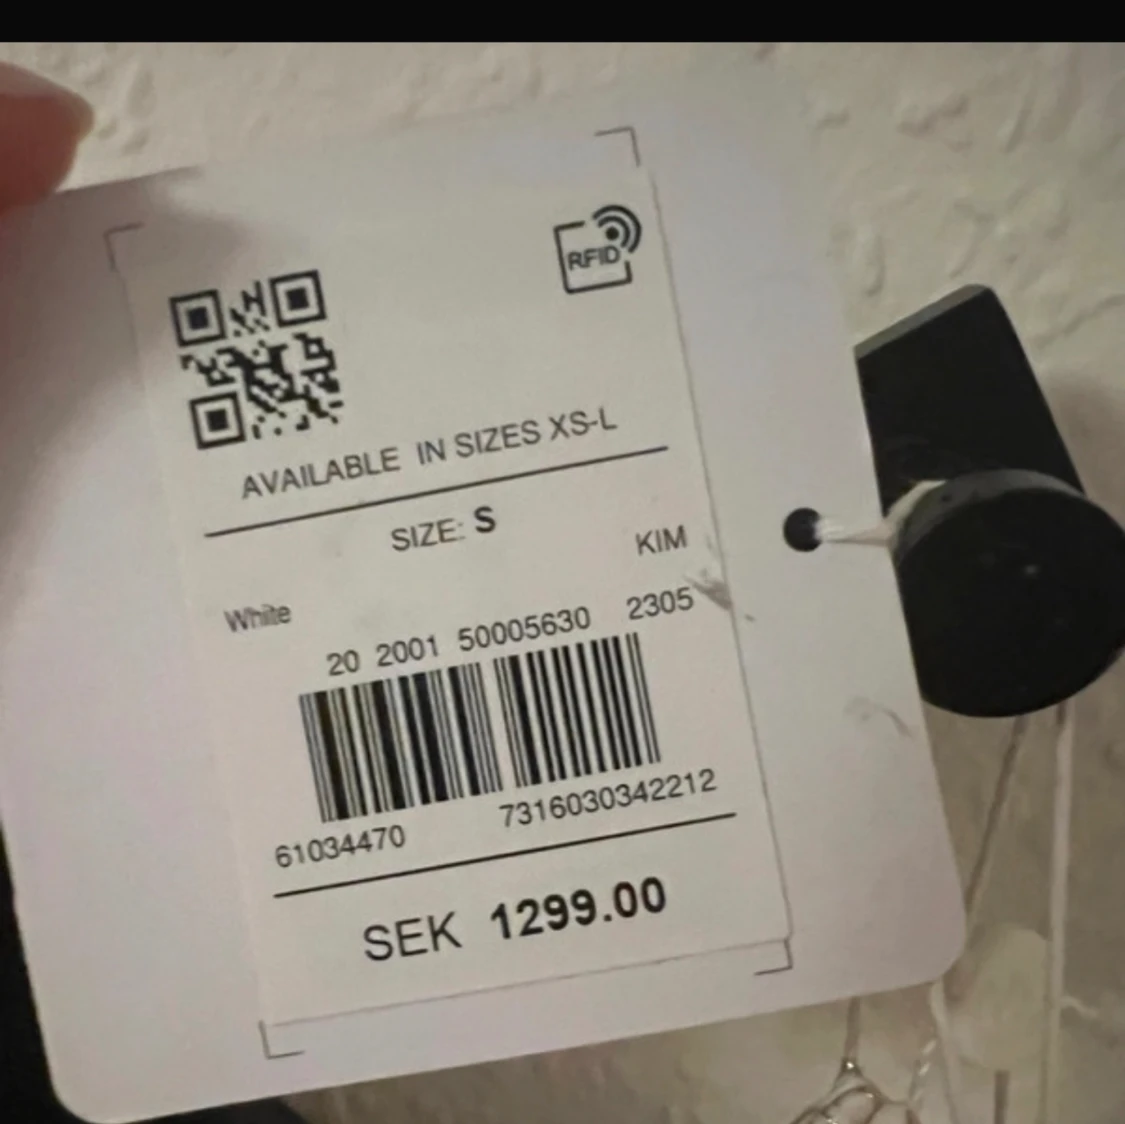 RFID
AVAILABLE IN SIZES XS-L
SIZE: S
KIM
White
20 2001 50005630 2305
61034470 7316030342212
SEK 1299.00